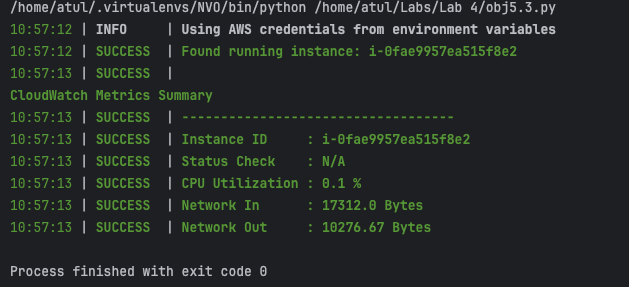 /home/atul/.virtualenvs/NVO/bin/python /home/atul/Labs/Lab 4/obj5.3.py
10:57:12 | INFO     | Using AWS credentials from environment variables
10:57:12 | SUCCESS  | Found running instance: i-0fae9957ea515f8e2
10:57:13 | SUCCESS  |
CloudWatch Metrics Summary
10:57:13 | SUCCESS  | -----------------------------------
10:57:13 | SUCCESS  | Instance ID     : i-0fae9957ea515f8e2
10:57:13 | SUCCESS  | Status Check    : N/A
10:57:13 | SUCCESS  | CPU Utilization : 0.1 %
10:57:13 | SUCCESS  | Network In      : 17312.0 Bytes
10:57:13 | SUCCESS  | Network Out     : 10276.67 Bytes
Process finished with exit code 0